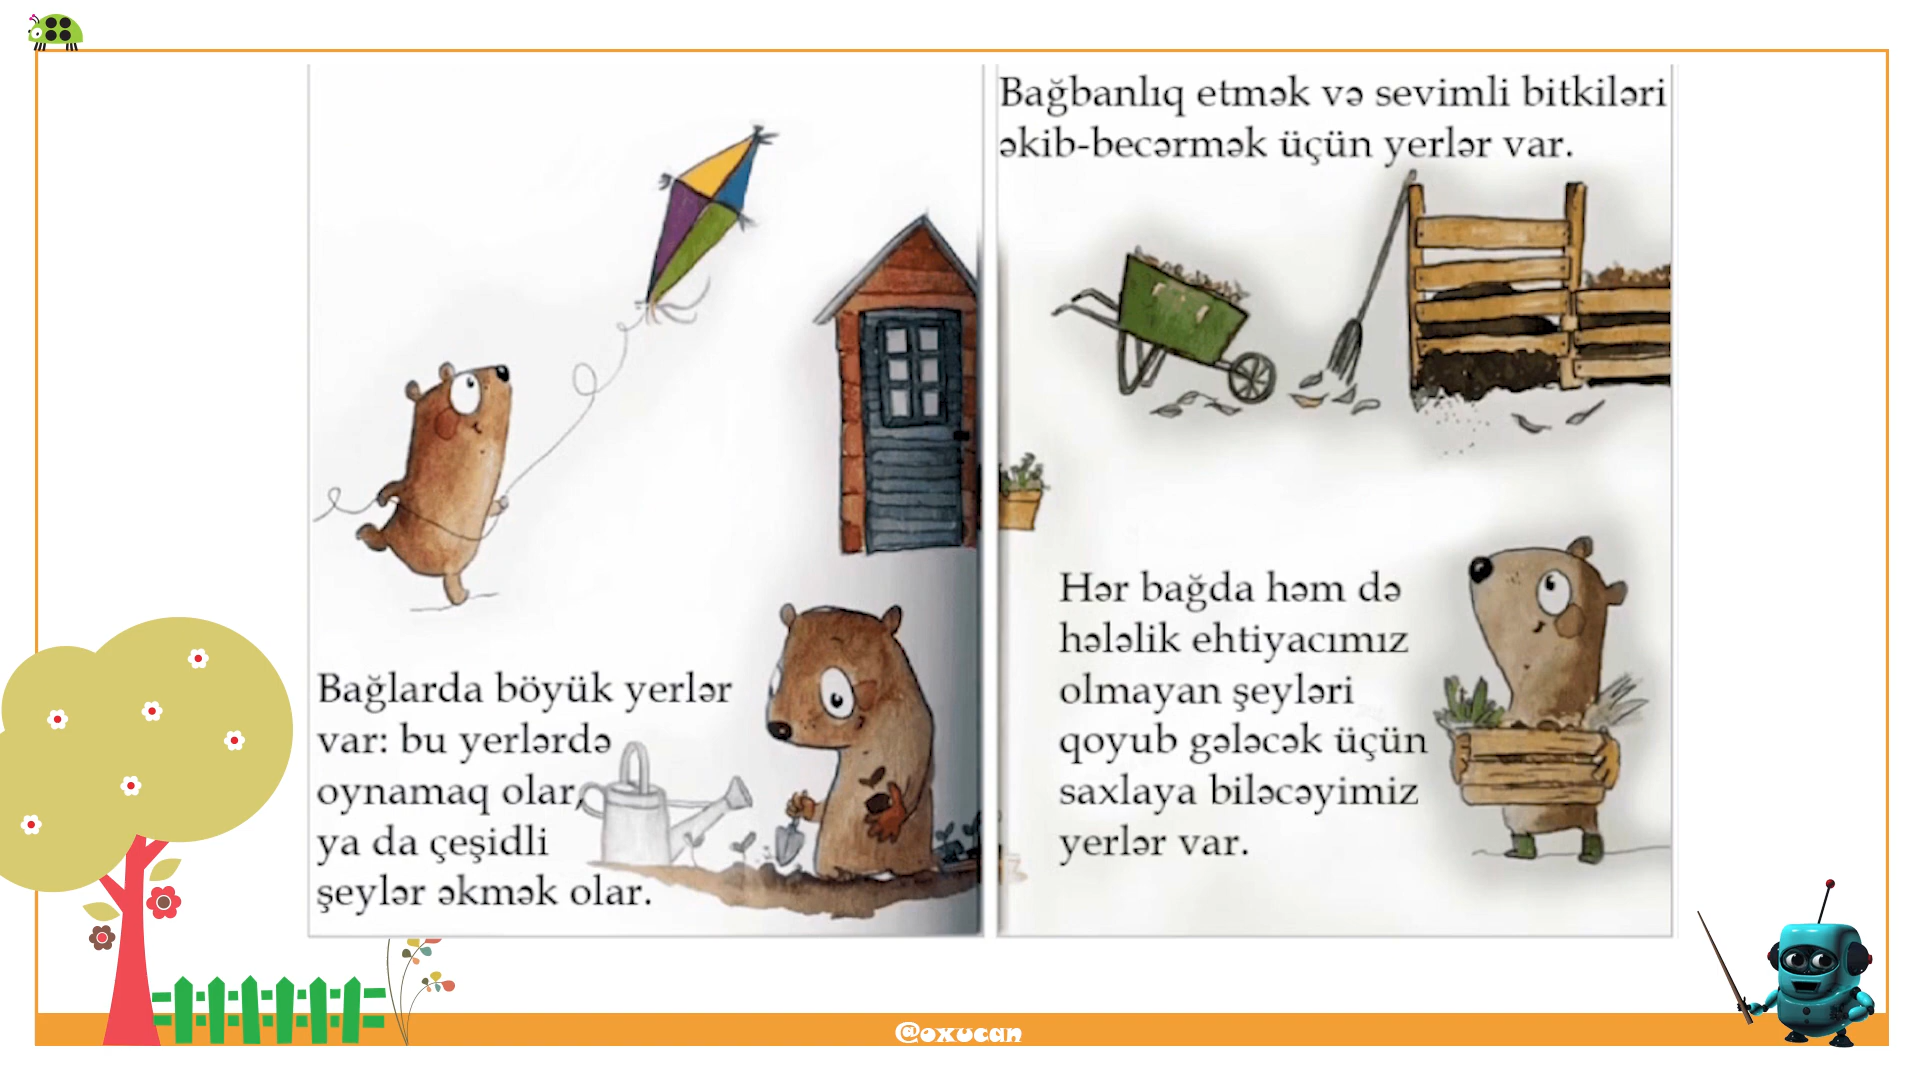 Bağlarda böyük yerlər
var: bu yerlərdə
oynamaq olar,
ya da çeşidli
şeylər əkmək olar.
Bağbanlıq etmək və sevimli bitkiləri
əkib-becərmək üçün yerlər var.
Hər bağda həm də
hələlik ehtiyacımız
olmayan şeyləri
qoyub gələcək üçün
saxlaya biləcəyimiz
yerlər var.
@oxucan